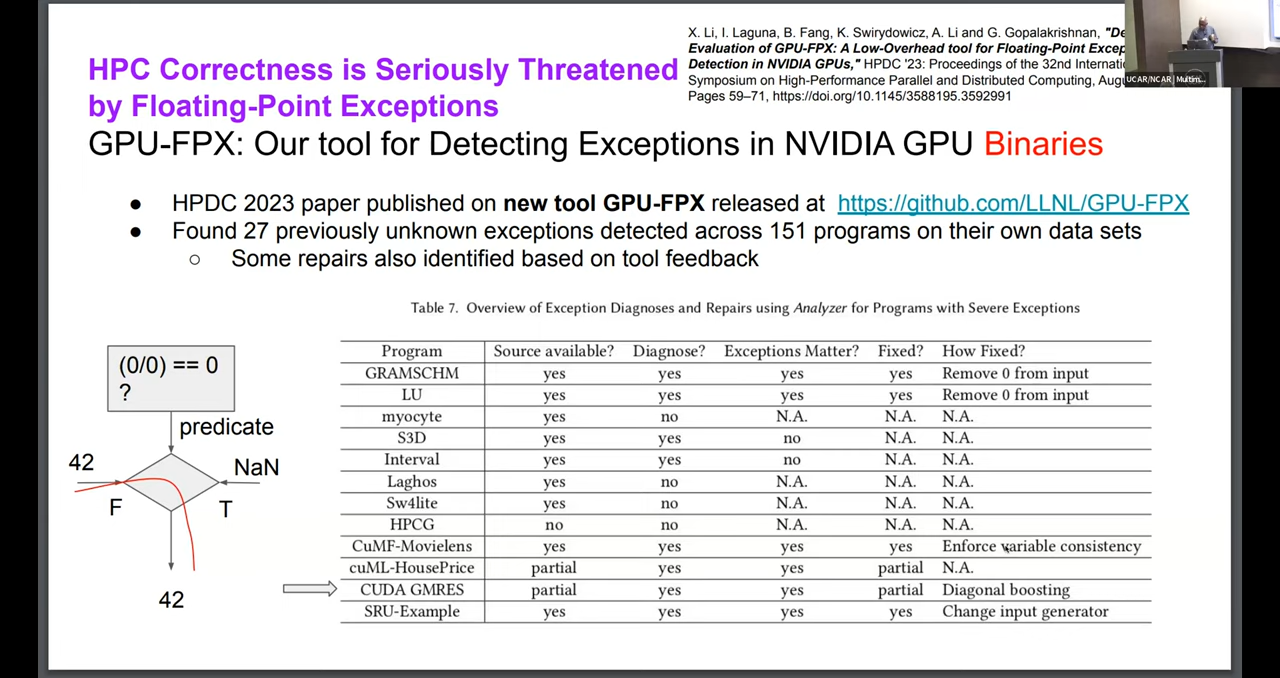 X. Li, I. Laguna, B. Fang, K. Swirydowicz, A. Li and G. Gopalakrishnan, "De
Evaluation of GPU-FPX: A Low-Overhead tool for Floating-Point Excep
Detection in NVIDIA GPUs," HPDC '23: Proceedings of the 32nd Internatio
Symposium on High-Performance Parallel and Distributed Computing, Aug
Pages 59–71, https://doi.org/10.1145/3588195.3592991
UCAR/NCAR | Multim...
HPC Correctness is Seriously Threatened
by Floating-Point Exceptions
GPU-FPX: Our tool for Detecting Exceptions in NVIDIA GPU Binaries
● HPDC 2023 paper published on new tool GPU-FPX released at https://github.com/LLNL/GPU-FPX
● Found 27 previously unknown exceptions detected across 151 programs on their own data sets
○ Some repairs also identified based on tool feedback
Table 7. Overview of Exception Diagnoses and Repairs using Analyzer for Programs with Severe Exceptions
Program Source available? Diagnose? Exceptions Matter? Fixed? How Fixed?
GRAMSCHM yes yes yes yes Remove 0 from input
LU yes yes yes yes Remove 0 from input
myocyte yes no N.A. N.A. N.A.
S3D yes yes no N.A. N.A.
Interval yes yes no N.A. N.A.
Laghos yes no N.A. N.A. N.A.
Sw4lite yes no N.A. N.A. N.A.
HPCG no no N.A. N.A. N.A.
CuMF-Movielens yes yes yes yes Enforce variable consistency
cuML-HousePrice partial yes yes partial N.A.
CUDA GMRES partial yes yes partial Diagonal boosting
SRU-Example yes yes yes yes Change input generator
(0/0) == 0
?
predicate
42
NaN
F
T
42